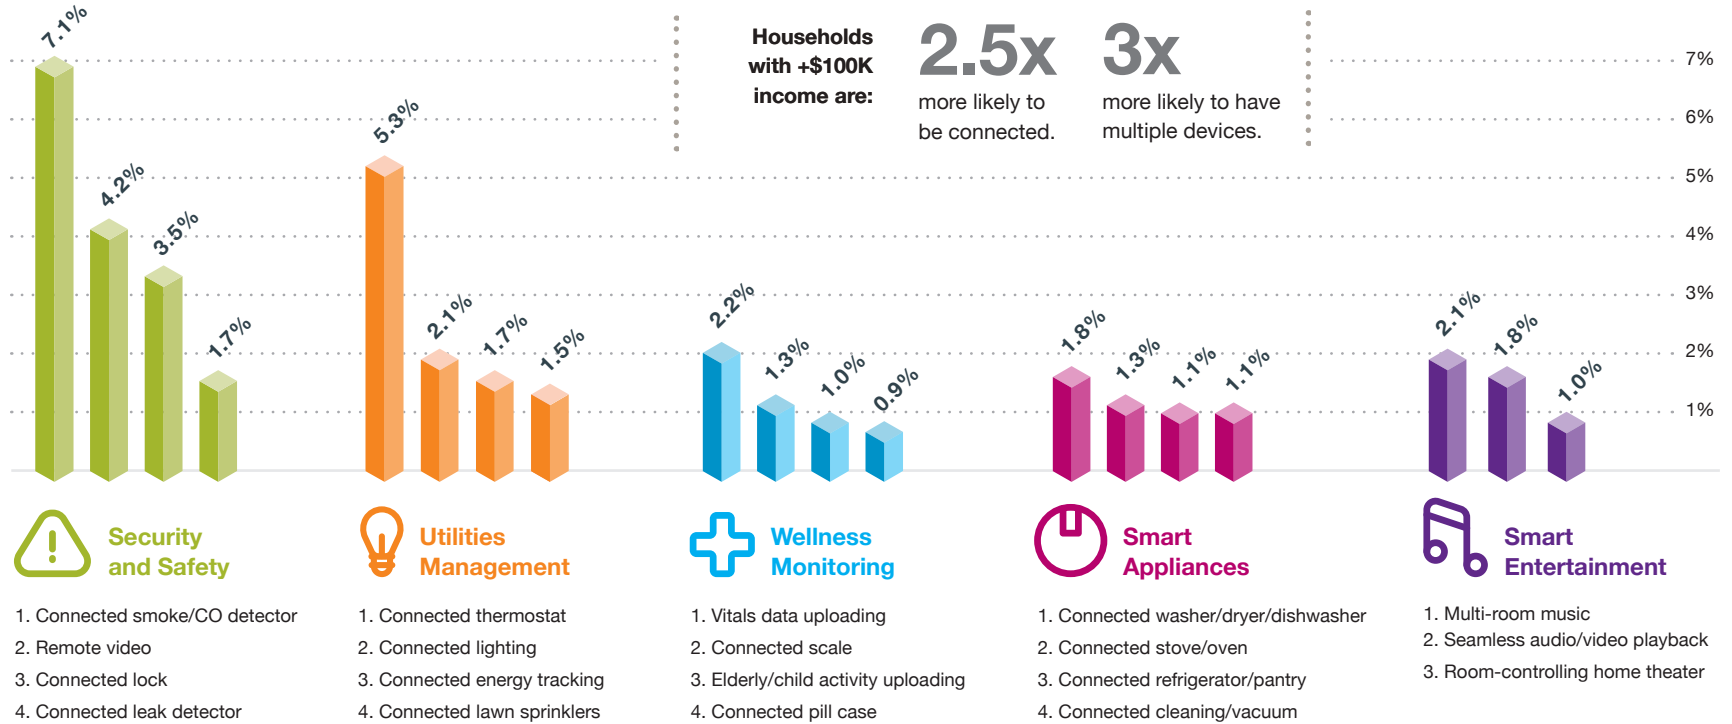 Households
with +$100K
income are:
2.5x
more likely to
be connected.
3x
more likely to have
multiple devices.
7%
6%
5%
4%
3%
2%
1%
7.1%
4.2%
3.5%
1.7%
5.3%
2.1%
1.7%
1.5%
2.2%
1.3%
1.0%
0.9%
1.8%
1.3%
1.1%
1.1%
2.1%
1.8%
1.0%
Security
and Safety
1. Connected smoke/CO detector
2. Remote video
3. Connected lock
4. Connected leak detector
Utilities
Management
1. Connected thermostat
2. Connected lighting
3. Connected energy tracking
4. Connected lawn sprinklers
Wellness
Monitoring
1. Vitals data uploading
2. Connected scale
3. Elderly/child activity uploading
4. Connected pill case
Smart
Appliances
1. Connected washer/dryer/dishwasher
2. Connected stove/oven
3. Connected refrigerator/pantry
4. Connected cleaning/vacuum
Smart
Entertainment
1. Multi-room music
2. Seamless audio/video playback
3. Room-controlling home theater